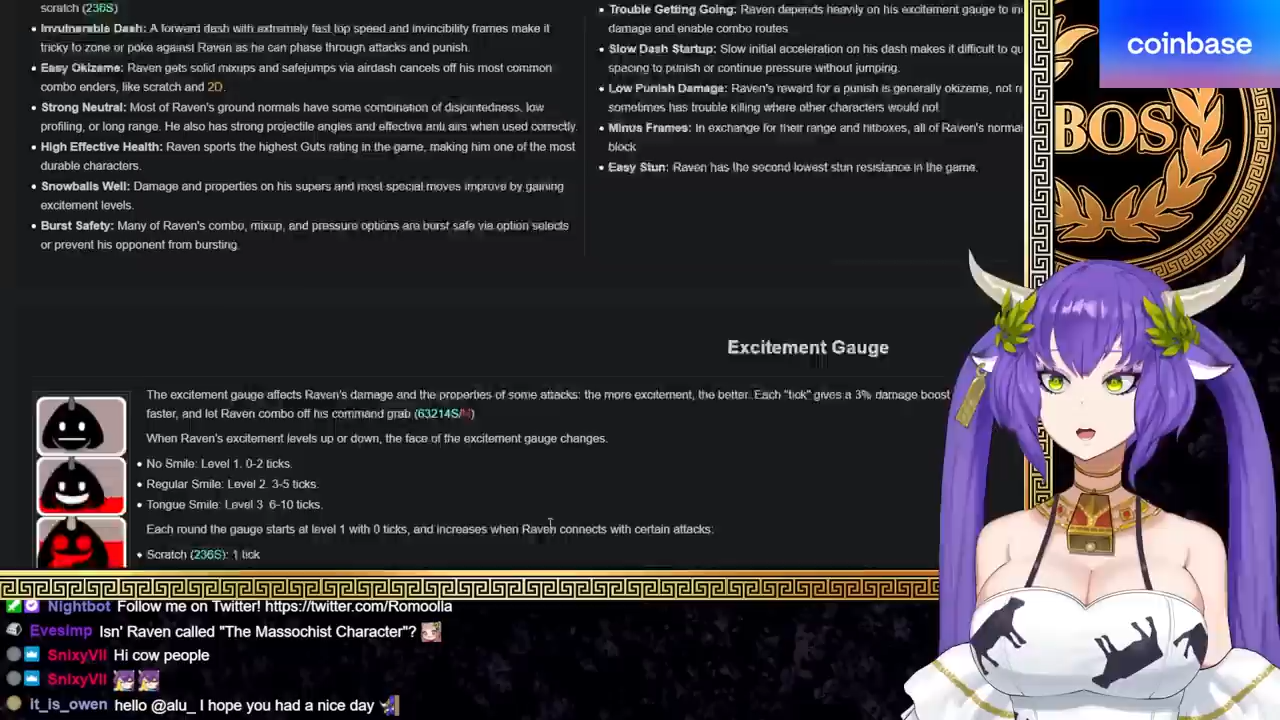 scratch (236S)
• Invulnerable Dash: A forward dash with extremely fast top speed and invincibility frames make it
tricky to zone or poke against Raven as he can phase through attacks and punish.
• Easy Okizeme: Raven gets solid mixups and safejumps via airdash cancels off his most common
combo enders, like scratch and 2D.
• Strong Neutral: Most of Raven's ground normals have some combination of disjointedness, low
profiling, or long range. He also has strong projectile angles and effective anti airs when used correctly.
• High Effective Health: Raven sports the highest Guts rating in the game, making him one of the most
durable characters.
• Snowballs Well: Damage and properties on his supers and most special moves improve by gaining
excitement levels.
• Burst Safety: Many of Raven's combo, mixup, and pressure options are burst safe via option selects
or prevent his opponent from bursting.
• Trouble Getting Going: Raven depends heavily on his excitement gauge to
damage and enable combo routes
• Slow Dash Startup: Slow initial acceleration on his dash makes it difficult to
spacing to punish or continue pressure without jumping.
• Low Punish Damage: Raven's reward for a punish is generally okizeme, not
sometimes has trouble killing where other characters would not.
• Minus Frames: In exchange for their range and hitboxes, all of Raven's
block
• Easy Stun: Raven has the second lowest stun resistance in the game.
coinbase
BOS
Excitement Gauge
The excitement gauge affects Raven's damage and the properties of some attacks: the more excitement, the better. Each "tick" gives a 3% damage boost
faster, and let Raven combo off his command grab (63214S/H)
When Raven's excitement levels up or down, the face of the excitement gauge changes.
• No Smile: Level 1. 0-2 ticks.
• Regular Smile: Level 2. 3-5 ticks.
• Tongue Smile: Level 3 6-10 ticks.
Each round the gauge starts at level 1 with 0 ticks, and increases when Raven connects with certain attacks:
• Scratch (236S): 1 tick
Nightbot Follow me on Twitter! https://twitter.com/Romoolla
Evesimp Isn' Raven called "The Massochist Character"?
SnixyVII Hi cow people
SnixyVII
it_is_owen hello @alu_ I hope you had a nice day